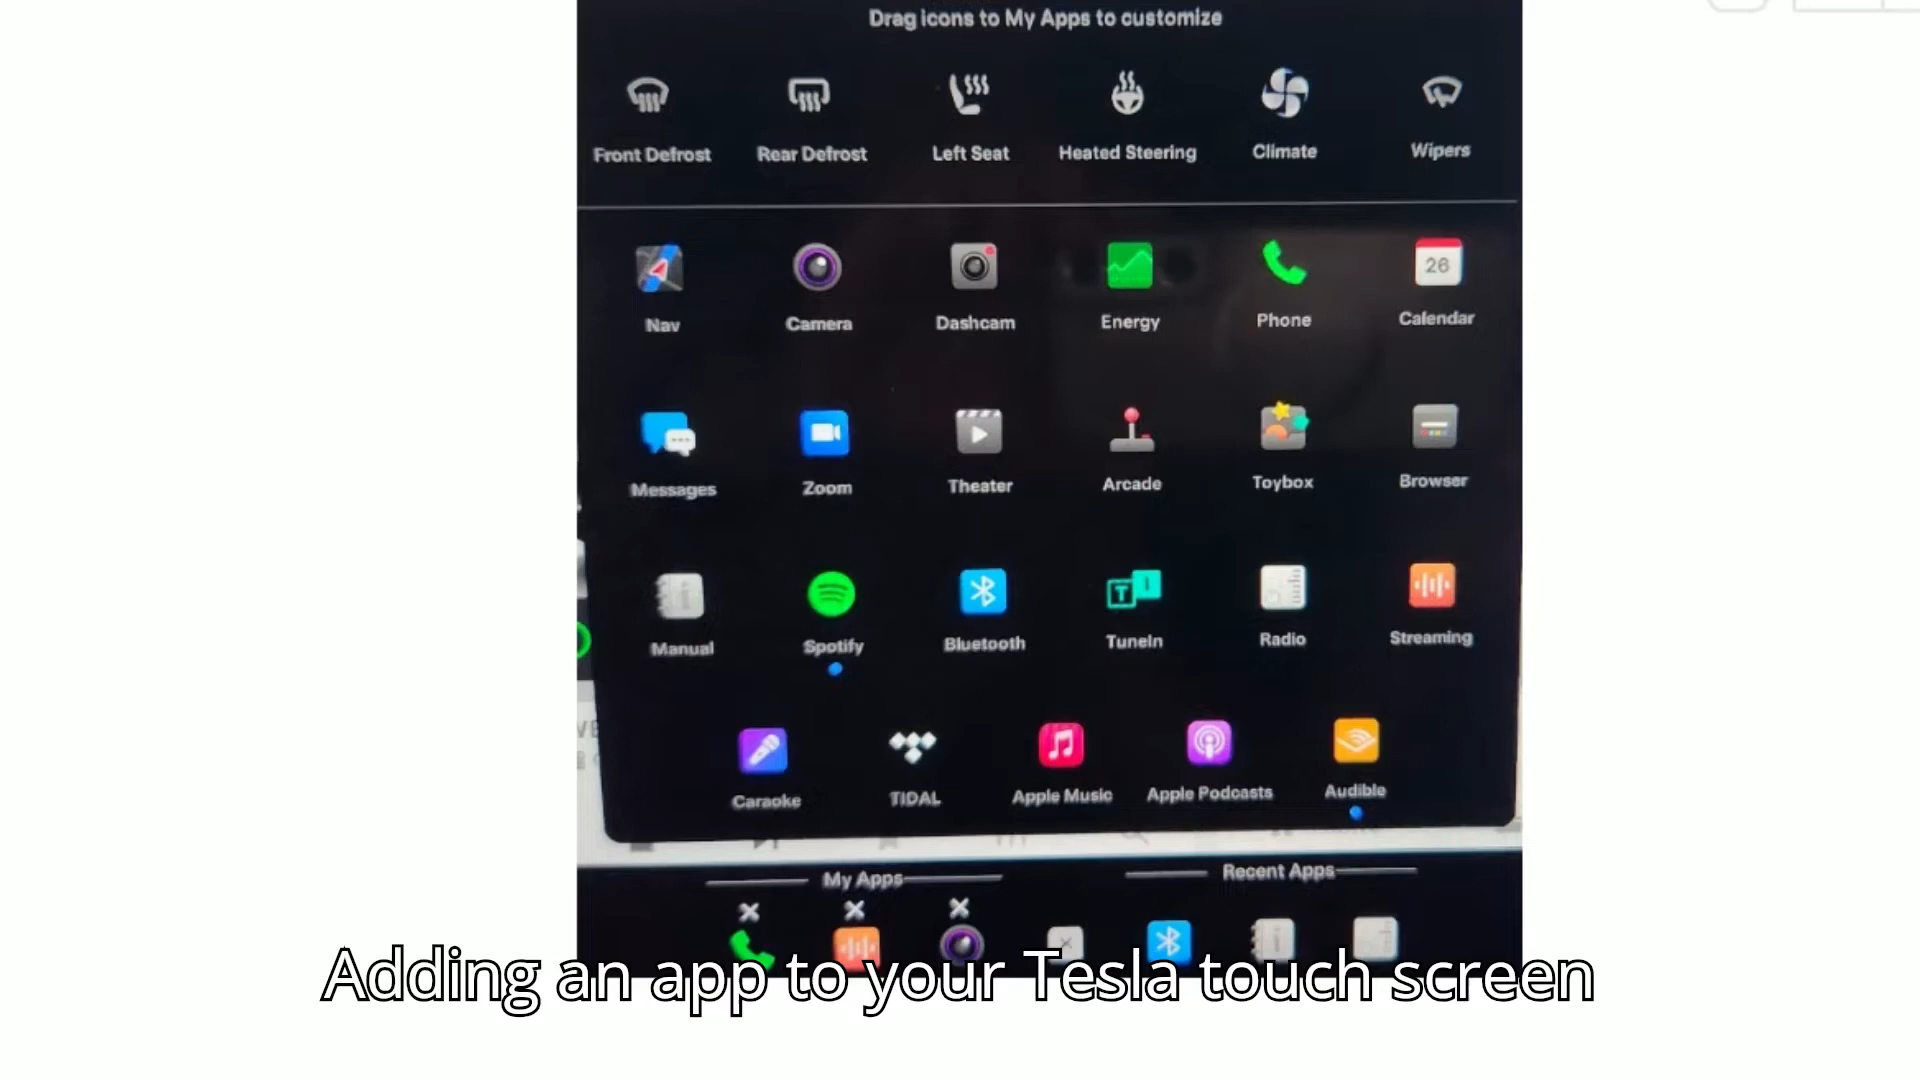 Drag icons to My Apps to customize
Front Defrost Rear Defrost Left Seat Heated Steering Climate Wipers
Nav Camera Dashcam Energy Phone Calendar
26
Messages Zoom Theater Arcade Toybox Browser
Manual Spotify Bluetooth TuneIn Radio Streaming
T I
Caraoke TIDAL Apple Music Apple Podcasts Audible
My Apps Recent Apps
Adding an app to your Tesla touch screen